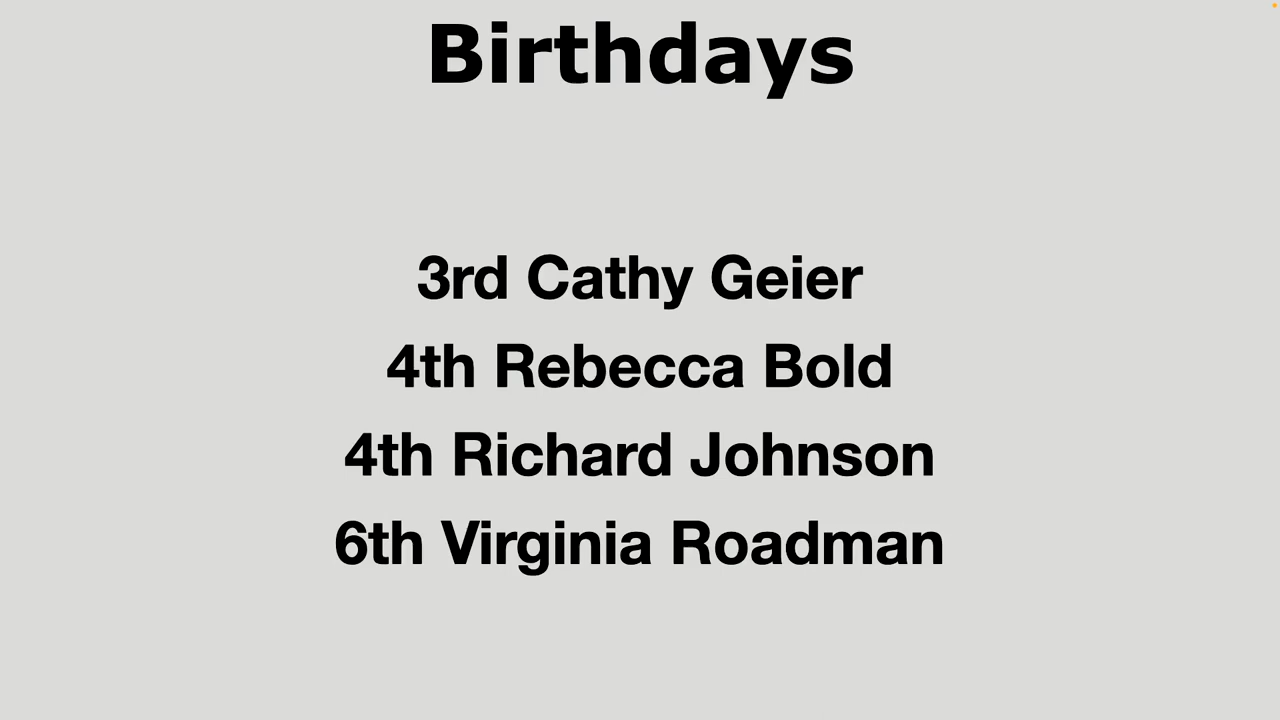 Birthdays
3rd Cathy Geier
4th Rebecca Bold
4th Richard Johnson
6th Virginia Roadman